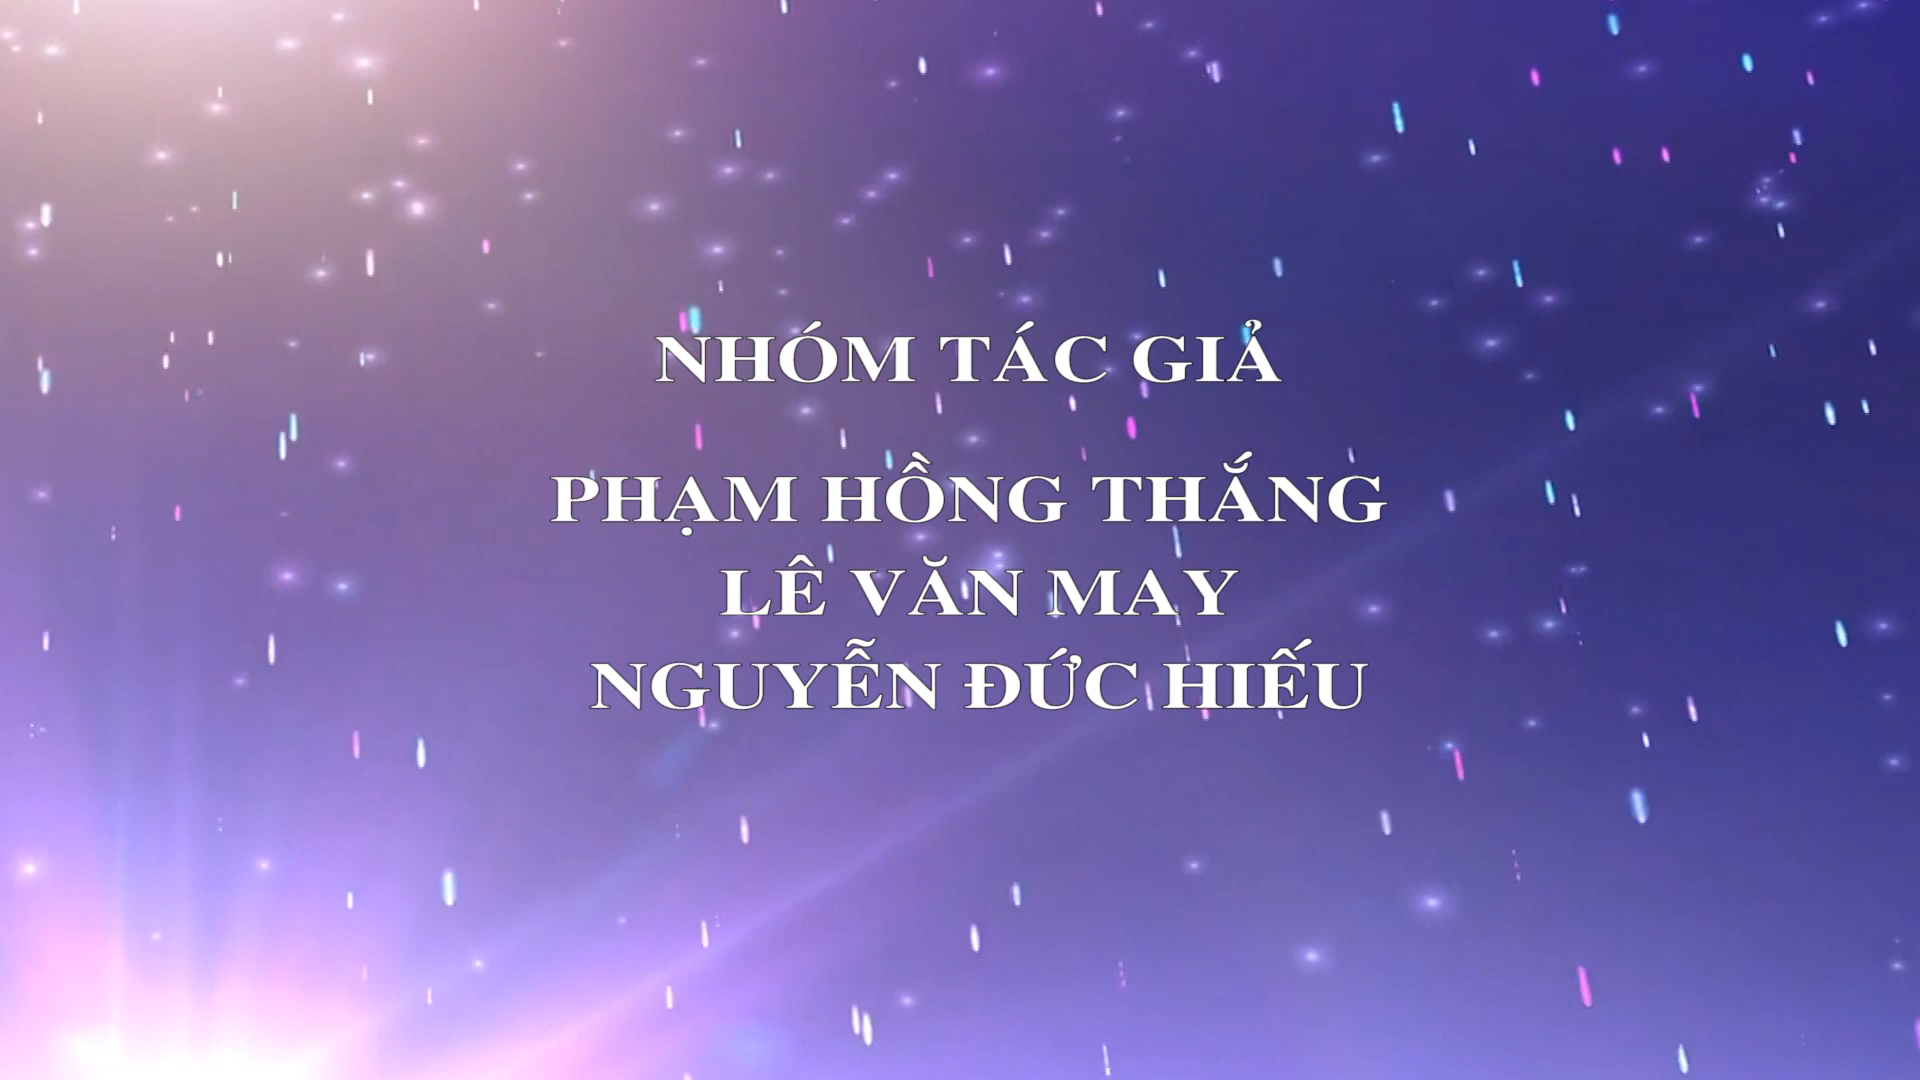 NHÓM TÁC GIẢ
PHẠM HỒNG THẮNG
LÊ VĂN MAY
NGUYỄN ĐỨC HIẾU